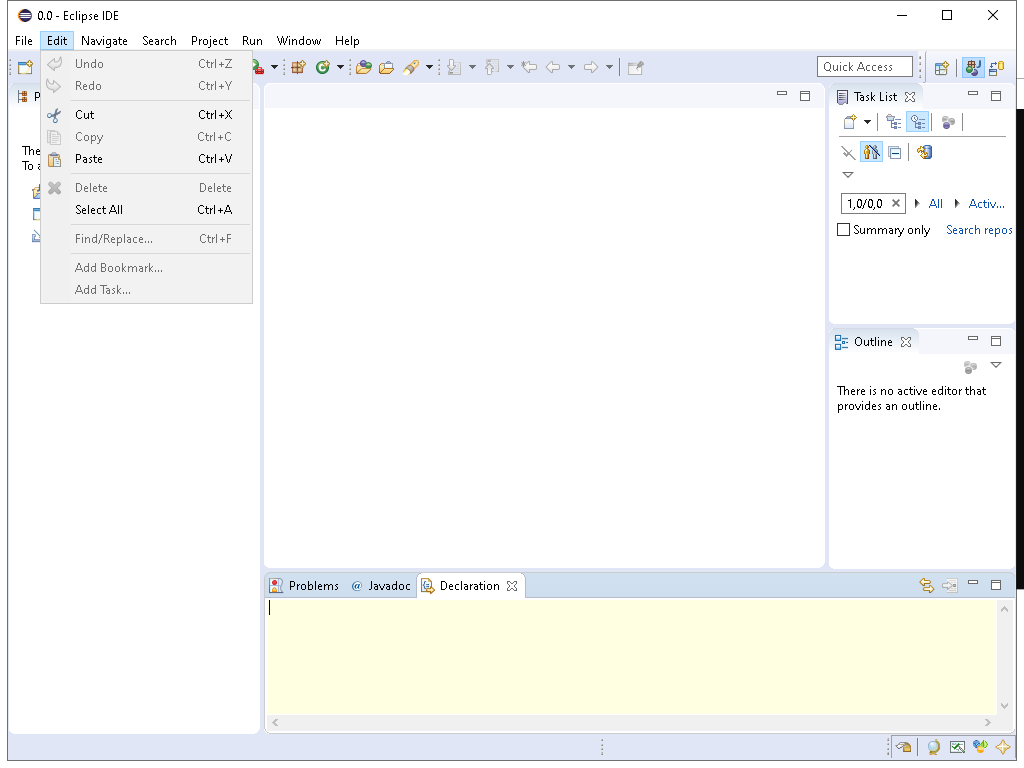 0.0 - Eclipse IDE
File Edit Navigate Search Project Run Window Help
Undo Ctrl+Z
Redo Ctrl+Y
Cut Ctrl+X
Copy Ctrl+C
Paste Ctrl+V
Delete Delete
Select All Ctrl+A
Find/Replace... Ctrl+F
Add Bookmark...
Add Task...
Quick Access
P
The
To a
Task List
1,0/0,0 All Activ...
Summary only Search repos
Outline
There is no active editor that
provides an outline.
Problems @ Javadoc Declaration